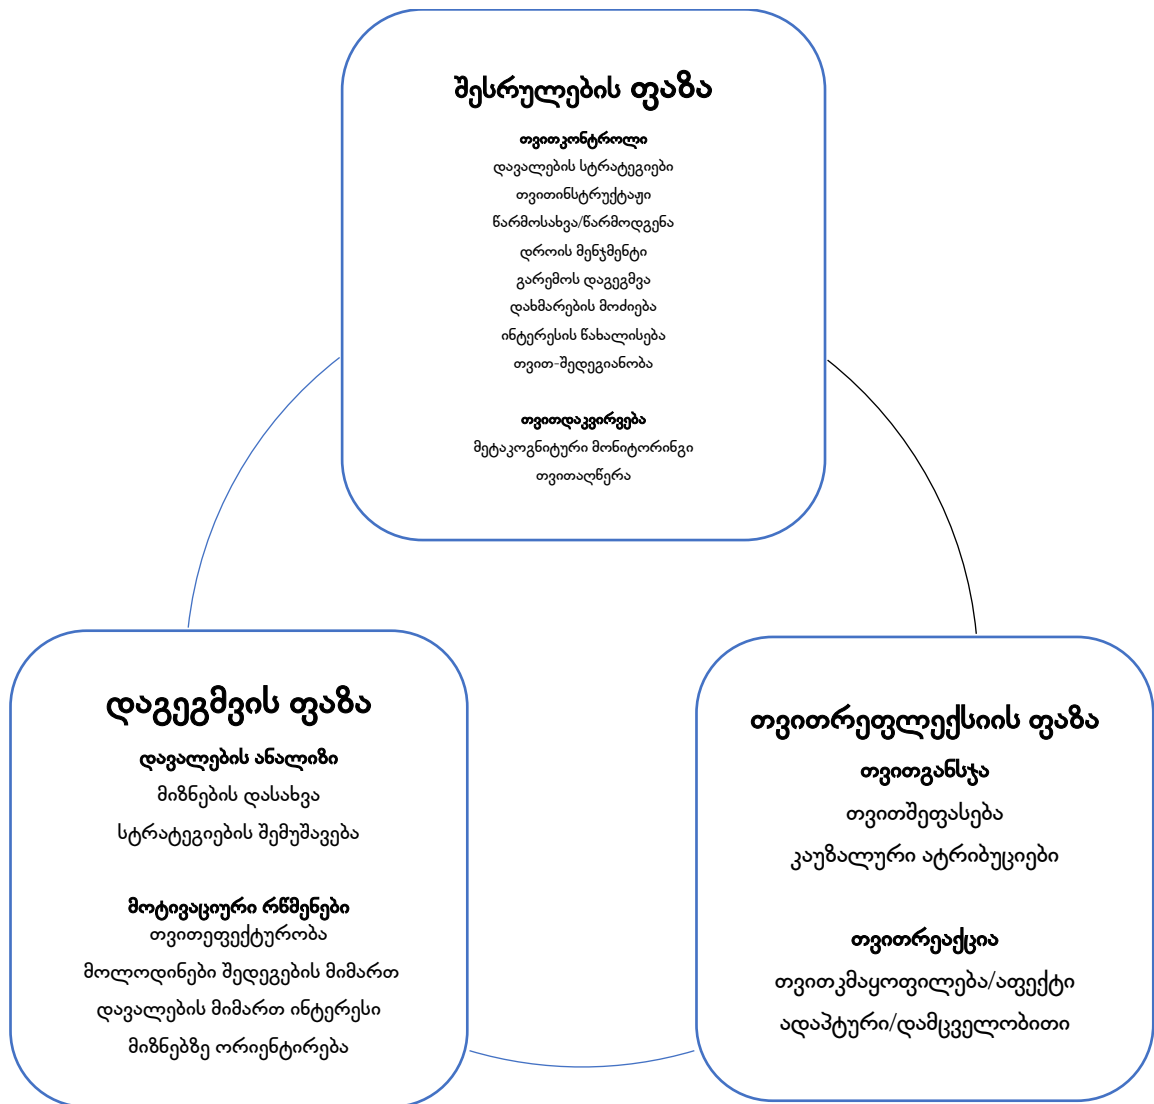 შესრულების ფაზა
თვითკონტროლი
დავალების სტრატეგიები
თვითინსტრუქტაჟი
წარმოსახვა/წარმოდგენა
დროის მენჯმენტი
გარემოს დაგეგმვა
დახმარების მოძიება
ინტერესის წახალისება
თვით-შედეგიანობა
თვითდაკვირვება
მეტაკოგნიტური მონიტორინგი
თვითაღწერა
დაგეგმვის ფაზა
დავალების ანალიზი
მიზნების დასახვა
სტრატეგიების შემუშავება
მოტივაციური რწმენები
თვითეფექტურობა
მოლოდინები შედეგების მიმართ
დავალების მიმართ ინტერესი
მიზნებზე ორიენტირება
თვითრეფლექსიის ფაზა
თვითგანსჯა
თვითშეფასება
კაუზალური ატრიბუციები
თვითრეაქცია
თვითკმაყოფილება/აფექტი
ადაპტური/დამცველობითი